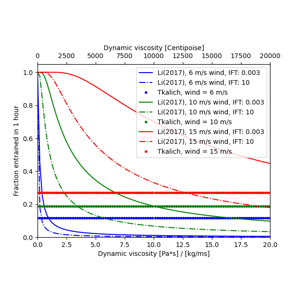 Dynamic viscosity [Centipoise]
0 2500 5000 7500 10000 12500 15000 17500 20000
Li(2017), 6 m/s wind, IFT: 0.003
Li(2017), 6 m/s wind, IFT: 10
Tkalich, wind = 6 m/s
Li(2017), 10 m/s wind, IFT: 0.003
Li(2017), 10 m/s wind, IFT: 10
Tkalich, wind = 10 m/s
Li(2017), 15 m/s wind, IFT: 0.003
Li(2017), 15 m/s wind, IFT: 10
Tkalich, wind = 15 m/s
Fraction entrained in 1 hour
1.0
0.8
0.6
0.4
0.2
0.0
0.0 2.5 5.0 7.5 10.0 12.5 15.0 17.5 20.0
Dynamic viscosity [Pa*s] / [kg/ms]